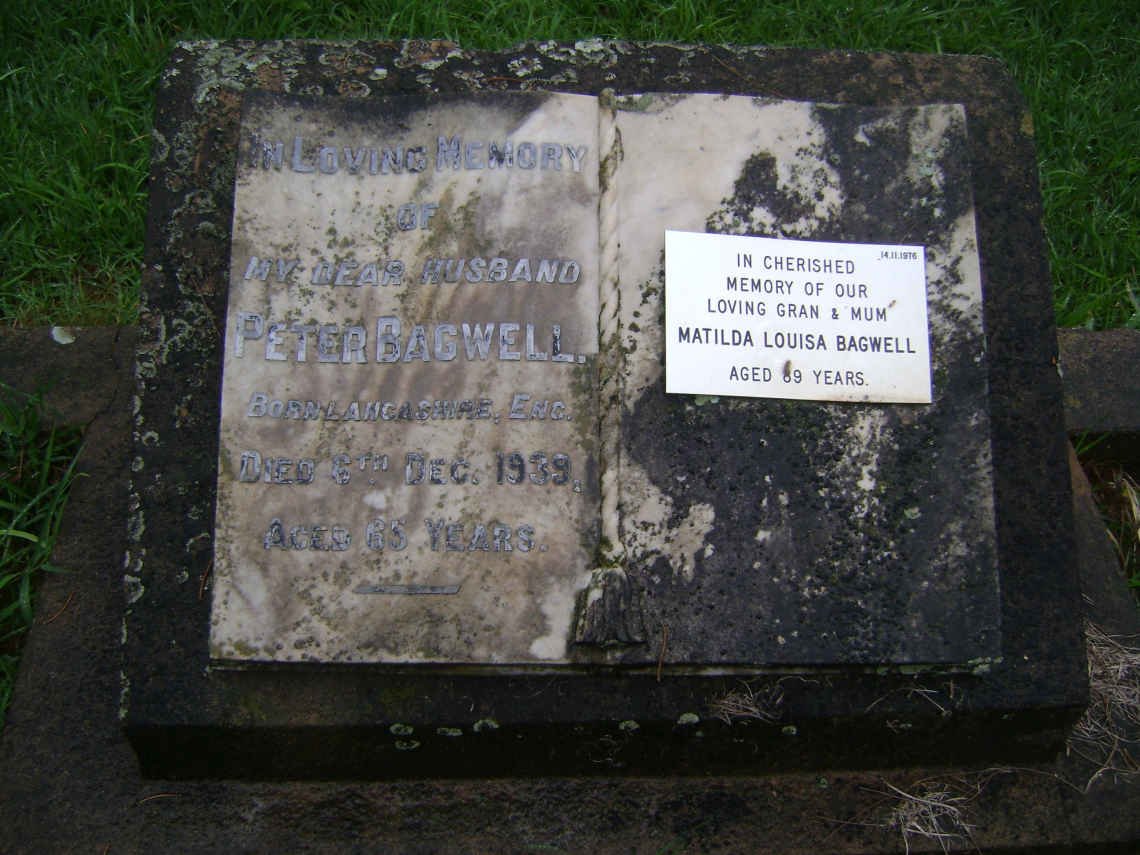 IN LOVING MEMORY
OF
MY DEAR HUSBAND
PETER BAGWELL.
BORN LANCASHIRE, ENG.
DIED 6TH DEC. 1939,
AGED 65 YEARS.
14.11.1976
IN CHERISHED
MEMORY OF OUR
LOVING GRAN & MUM
MATILDA LOUISA BAGWELL
AGED 89 YEARS.